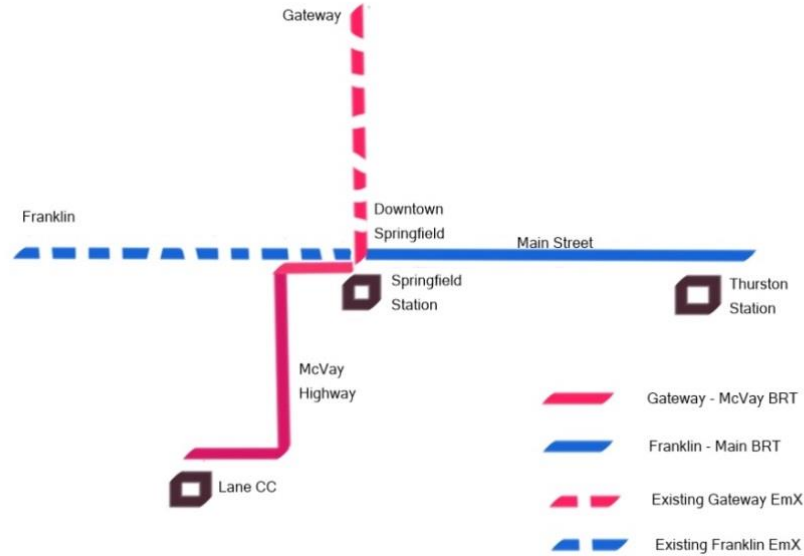 Gateway
Franklin
Downtown
Springfield
Main Street
Springfield
Station
Thurston
Station
McVay
Highway
Gateway - McVay BRT
Franklin - Main BRT
Lane CC
Existing Gateway EmX
Existing Franklin EmX